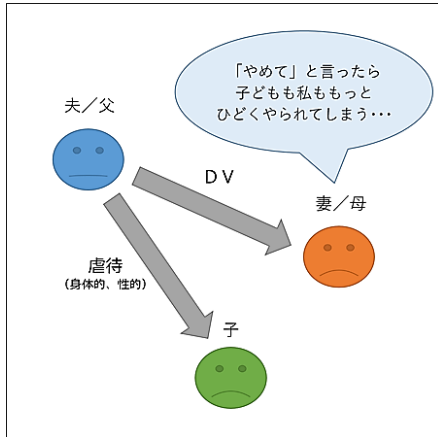 「やめて」と言ったら
子どもも私ももっと
ひどくやられてしまう･･･
夫／父
ＤＶ
妻／母
虐待
（身体的、性的）
子